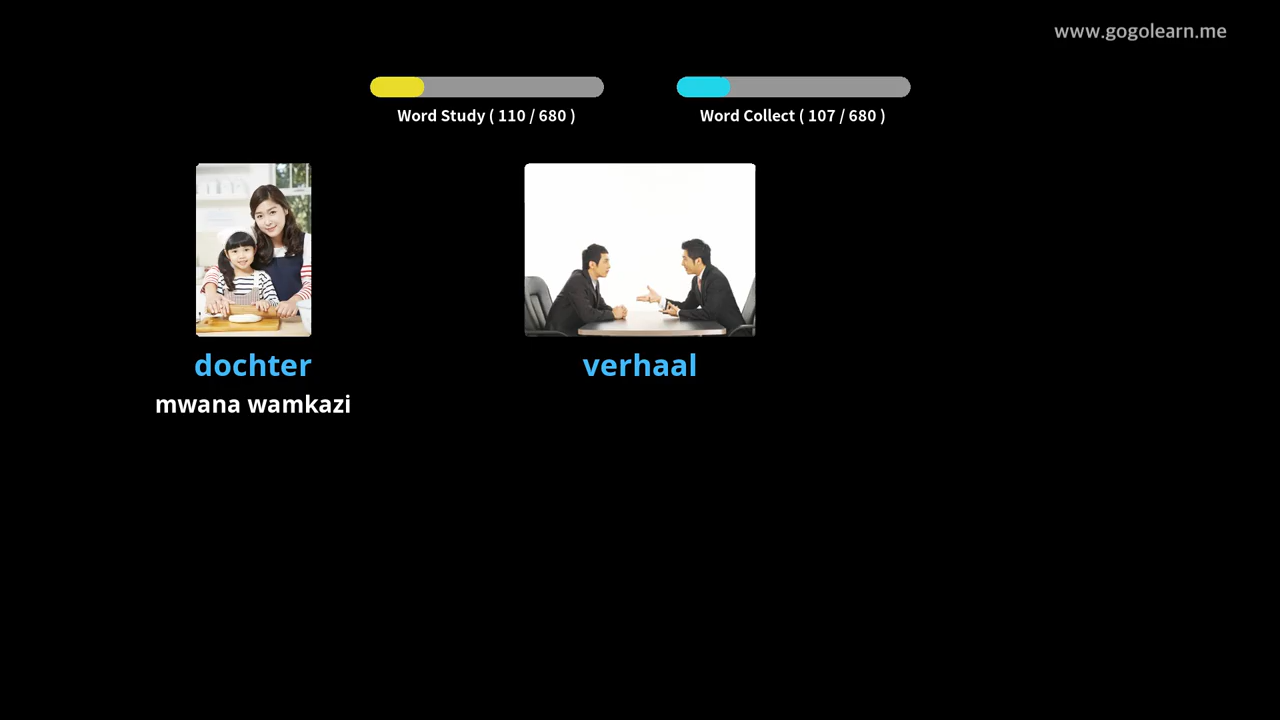 www.gogolearn.me
Word Study ( 110 / 680 )
Word Collect ( 107 / 680 )
dochter
verhaal
mwana wamkazi